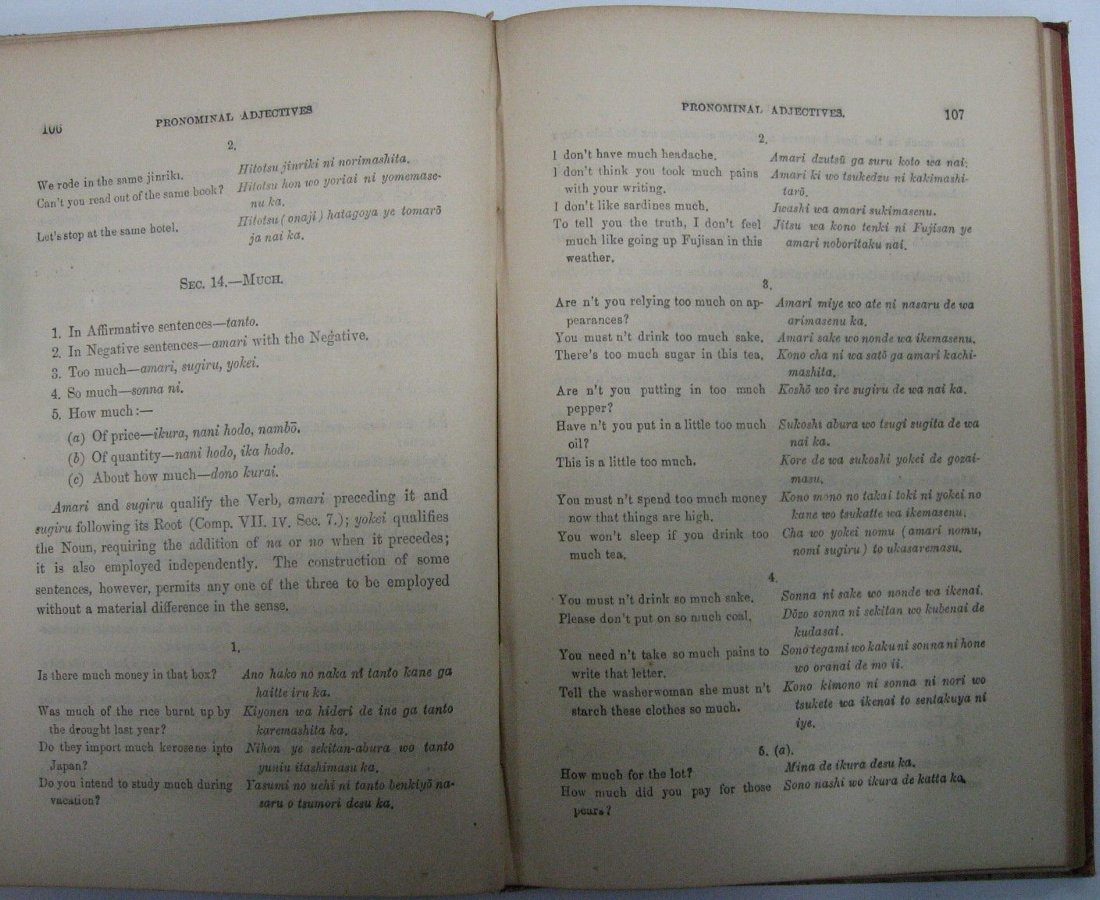 106
PRONOMINAL ADJECTIVES
2.
We rode in the same jinriki. Hitotsu jinriki ni norimashita.
Can't you read out of the same book? Hitotsu hon wo yoriai ni yomemase-
nu ka.
Let's stop at the same hotel. Hitotsu (onaji) hatagoya ye tomarō
ja nai ka.
SEC. 14.—MUCH.
1. In Affirmative sentences—tanto.
2. In Negative sentences—amari with the Negative.
3. Too much—amari, sugiru, yokei.
4. So much—sonna ni.
5. How much:—
(a) Of price—ikura, nani hodo, nambō.
(b) Of quantity—nani hodo, ika hodo.
(c) About how much—dono kurai.
Amari and sugiru qualify the Verb, amari preceding it and
sugiru following its Root (Comp. VII. IV. Sec. 7.); yokei qualifies
the Noun, requiring the addition of na or no when it precedes;
it is also employed independently. The construction of some
sentences, however, permits any one of the three to be employed
without a material difference in the sense.
1.
Is there much money in that box? Ano hako no naka ni tanto kane ga
haitte iru ka.
Was much of the rice burnt up by Kiyonen wa hideri de ine ga tanto
the drought last year? karemashita ka.
Do they import much kerosene into Nihon ye sekitan-abura wo tanto
Japan? yuniu itashimasu ka.
Do you intend to study much during Yasumi no uchi ni tanto benkiyō na-
vacation? saru o tsumori desu ka.
PRONOMINAL ADJECTIVES.
107
2.
I don't have much headache. Amari dzutsū ga suru koto wa nai.
I don't think you took much pains Amari ki wo tsukedzu ni kakimashi-
with your writing. tarō.
I don't like sardines much. Iwashi wa amari sukimasenu.
To tell you the truth, I don't feel Jitsu wa kono tenki ni Fujisan ye
much like going up Fujisan in this amari noboritaku nai.
weather.
3.
Are n't you relying too much on ap- Amari miye wo ate ni nasaru de wa
pearances? arimasenu ka.
You must n't drink too much sake. Amari sake wo nonde wa ikemasenu.
There's too much sugar in this tea. Kono cha ni wa satō ga amari kachi-
mashita.
Are n't you putting in too much Koshō wo ire sugiru de wa nai ka.
pepper?
Have n't you put in a little too much Sukoshi abura wo tsugi sugita de wa
oil? nai ka.
This is a little too much. Kore de wa sukoshi yokei de gozai-
masu.
You must n't spend too much money Kono mono no takai toki ni yokei no
now that things are high. kane wo tsukatte wa ikemasenu.
You won't sleep if you drink too Cha wo yokei nomu (amari nomu,
much tea. nomi sugiru) to ukasaremasu.
4.
You must n't drink so much sake. Sonna ni sake wo nonde wa ikenai.
Please don't put on so much coal. Dōzo sonna ni sekitan wo kubenai de
kudasai.
You need n't take so much pains to Sono tegami wo kaku ni sonna ni hone
write that letter. wo oranai de mo ii.
Tell the washerwoman she must n't Kono kimono ni sonna ni nori wo
starch these clothes so much. tsukete wa ikenai to sentakuya ni
iye.
5. (a).
How much for the lot? Mina de ikura desu ka.
How much did you pay for those Sono nashi wo ikura de katta ka.
pears?